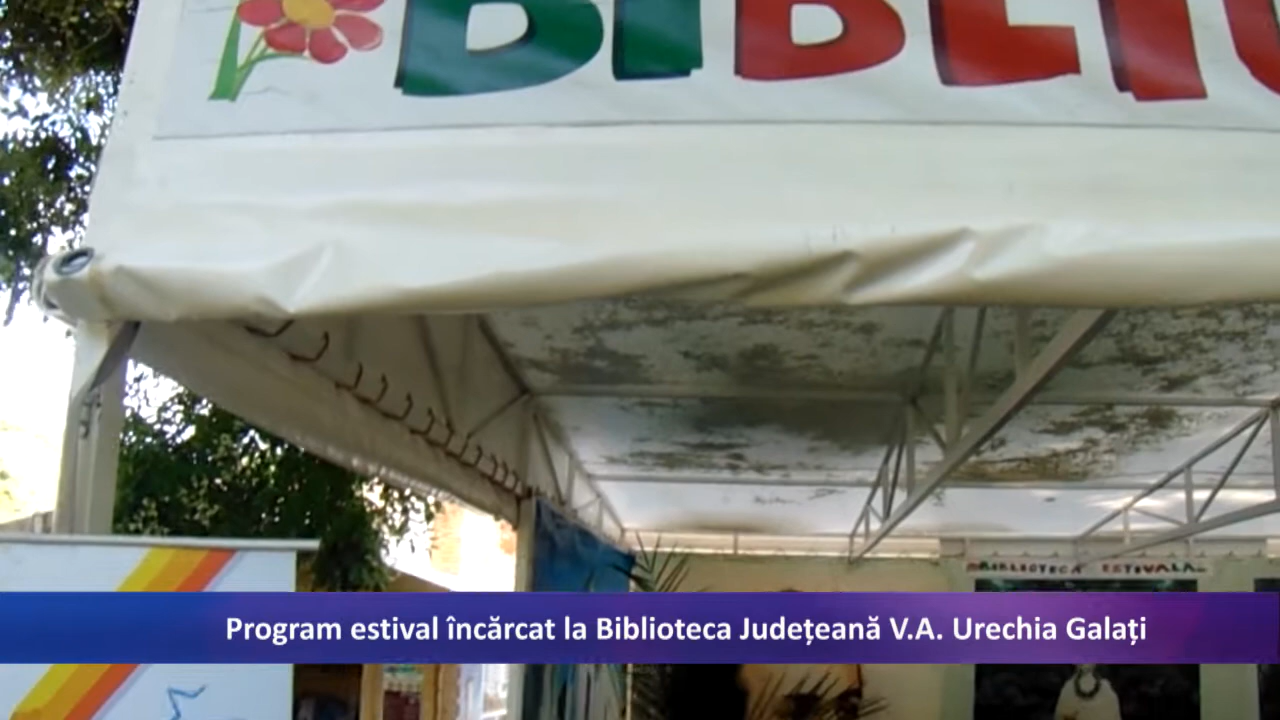 BIBLIO
BIBLIOTECA ESTIVALA
Program estival încărcat la Biblioteca Județeană V.A. Urechia Galați